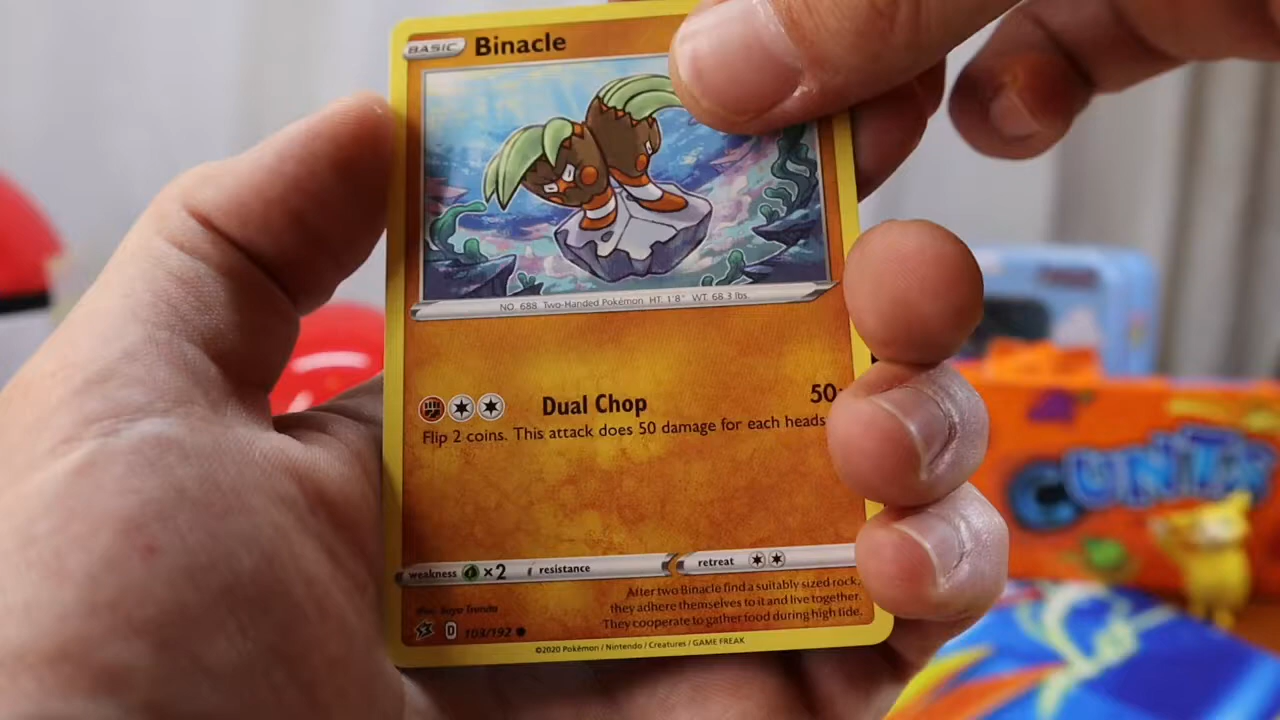 BASIC Binacle
NO. 688 Two-Handed Pokémon HT. 1'8" WT. 68.3 lbs.
Dual Chop 50
Flip 2 coins. This attack does 50 damage for each heads
weakness ×2 resistance retreat
After two Binacle find a suitably sized rock,
they adhere themselves to it and live together.
They cooperate to gather food during high tide.
Illus. Saya Tsuruta
D 103/192
©2020 Pokémon / Nintendo / Creatures / GAME FREAK